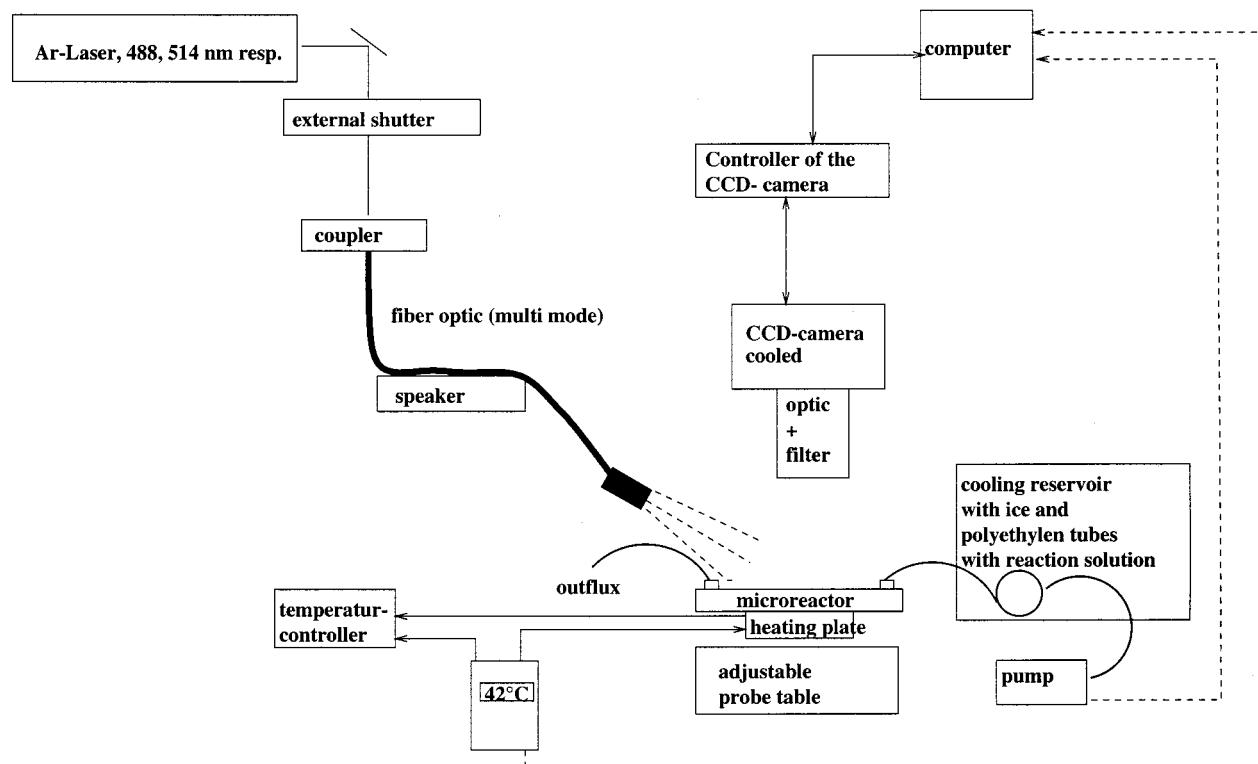 Ar-Laser, 488, 514 nm resp.
external shutter
coupler
fiber optic (multi mode)
speaker
computer
Controller of the
CCD- camera
CCD-camera
cooled
optic
+
filter
cooling reservoir
with ice and
polyethylen tubes
with reaction solution
outflux
microreactor
heating plate
temperatur-
controller
42°C
adjustable
probe table
pump